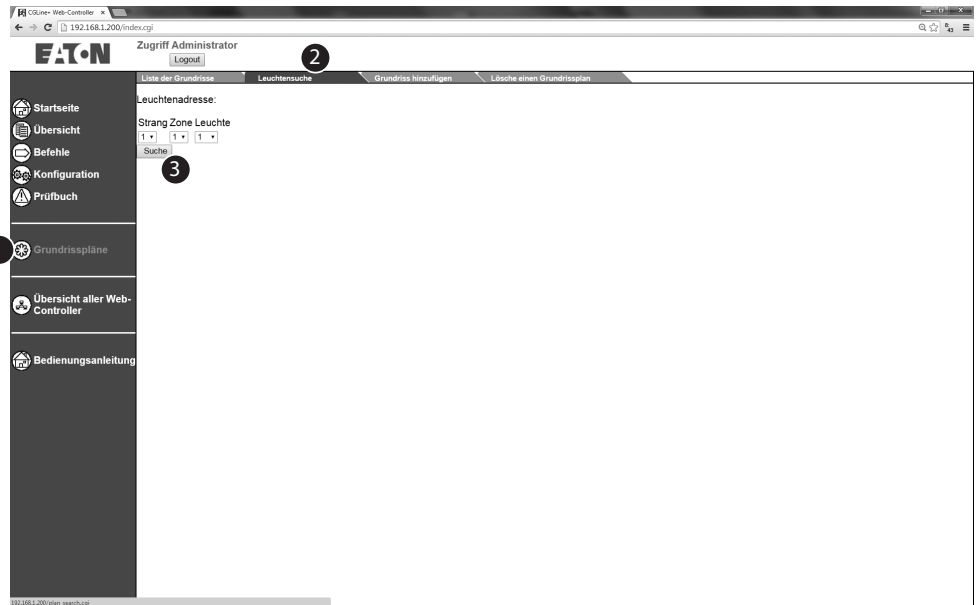 CGLine+ Web-Controller ×
192.168.1.200/index.cgi
EATON
Zugriff Administrator
Logout
2
Liste der Grundrisse
Leuchtensuche
Grundriss hinzufügen
Lösche einen Grundrissplan
Leuchtenadresse:
Strang Zone Leuchte
1 1 1
Suche
3
Startseite
Übersicht
Befehle
Konfiguration
Prüfbuch
Grundrisspläne
Übersicht aller Web-
Controller
Bedienungsanleitung
192.168.1.200/plan_search.cgi